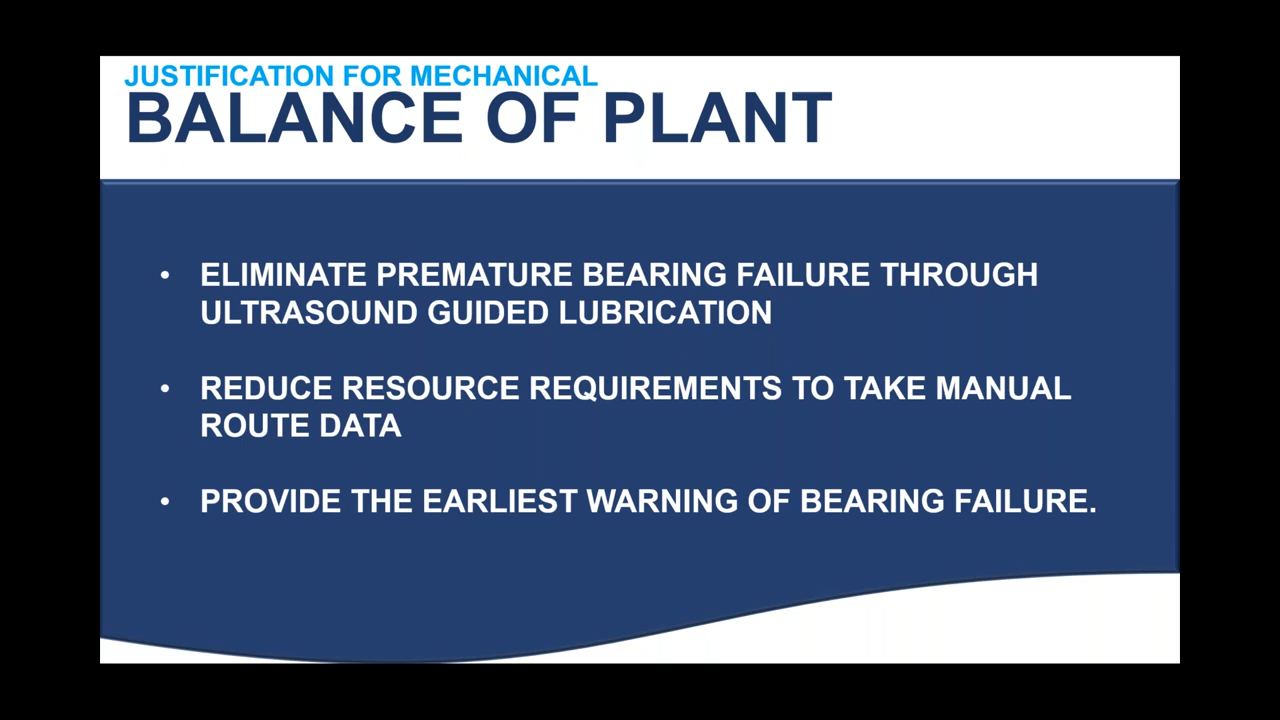 JUSTIFICATION FOR MECHANICAL
BALANCE OF PLANT
• ELIMINATE PREMATURE BEARING FAILURE THROUGH
ULTRASOUND GUIDED LUBRICATION
• REDUCE RESOURCE REQUIREMENTS TO TAKE MANUAL
ROUTE DATA
• PROVIDE THE EARLIEST WARNING OF BEARING FAILURE.